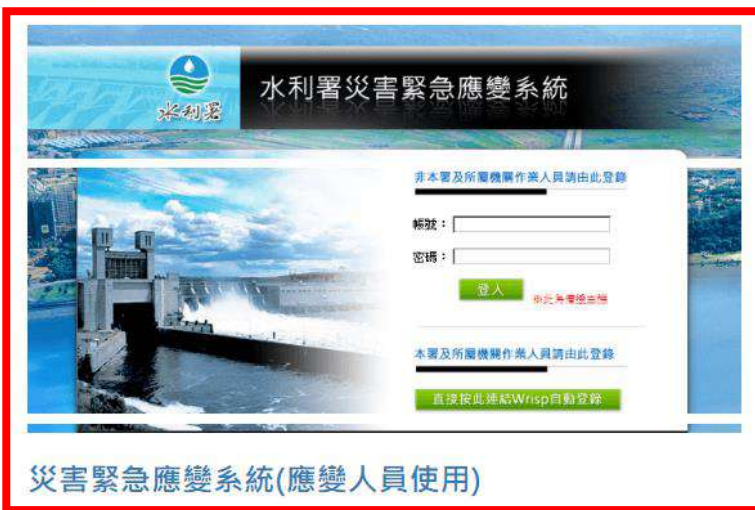 水利署
水利署災害緊急應變系統
非本署及所屬機關作業人員請由此登錄
帳號：
密碼：
登入
本署及所屬機關作業人員請由此登錄
直接按此連結Wrisp自動登錄
災害緊急應變系統(應變人員使用)